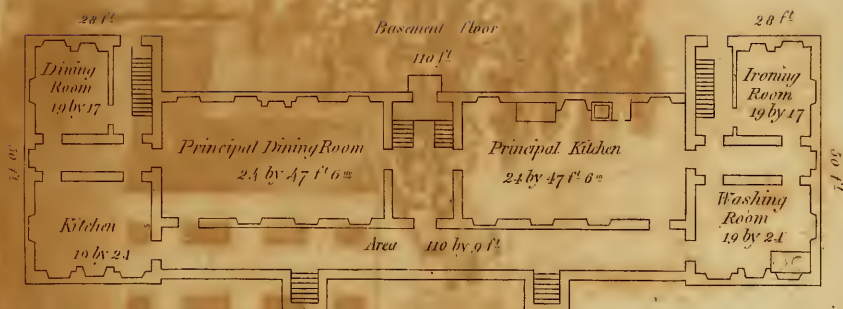 Basement floor
28 ft
110 ft
28 ft
Dining
Room
19 by 17
Ironing
Room
19 by 17
Principal Dining Room
24 by 47 ft 6 in
Principal Kitchen
24 by 47 ft 6 in
50 ft
50 ft
Kitchen
19 by 24
Washing
Room
19 by 24
Area 110 by 9 ft